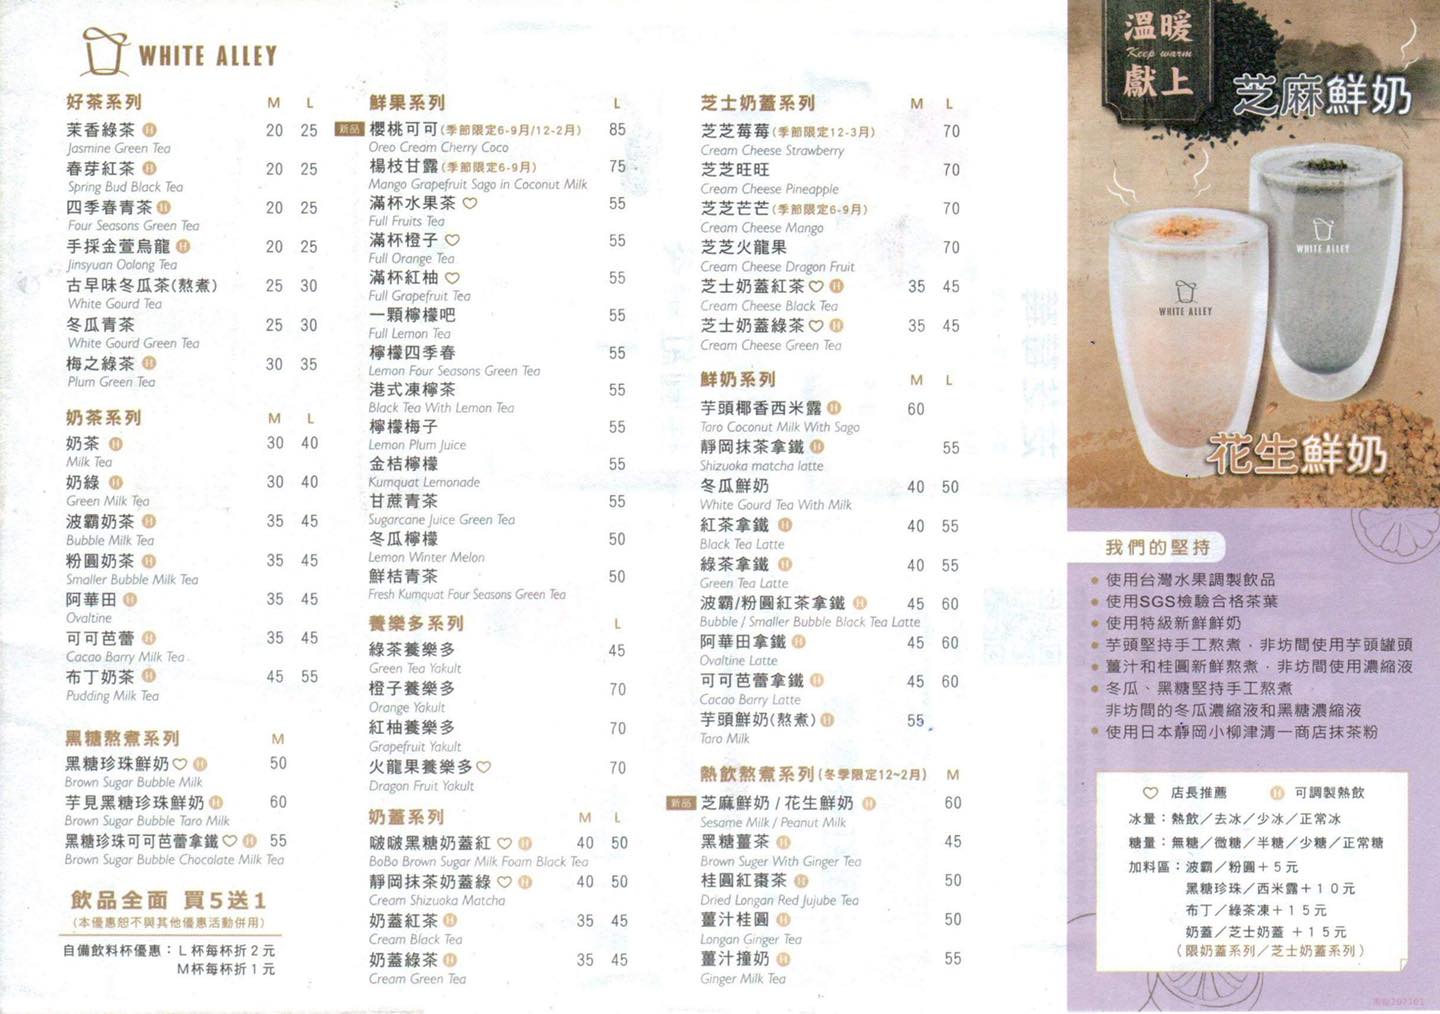 WHITE ALLEY
好茶系列 M L
茉香綠茶 H 20 25
Jasmine Green Tea
春芽紅茶 H 20 25
Spring Bud Black Tea
四季春青茶 H 20 25
Four Seasons Green Tea
手採金萱烏龍 H 20 25
Jinsyuan Oolong Tea
古早味冬瓜茶(熬煮) 25 30
White Gourd Tea
冬瓜青茶 25 30
White Gourd Green Tea
梅之綠茶 H 30 35
Plum Green Tea
奶茶系列 M L
奶茶 H 30 40
Milk Tea
奶綠 H 30 40
Green Milk Tea
波霸奶茶 H 35 45
Bubble Milk Tea
粉圓奶茶 H 35 45
Smaller Bubble Milk Tea
阿華田 H 35 45
Ovaltine
可可芭蕾 H 35 45
Cacao Barry Milk Tea
布丁奶茶 H 45 55
Pudding Milk Tea
黑糖熬煮系列 M
黑糖珍珠鮮奶♡ H 50
Brown Sugar Bubble Milk
芋見黑糖珍珠鮮奶 H 60
Brown Sugar Bubble Taro Milk
黑糖珍珠可可芭蕾拿鐵♡ H 55
Brown Sugar Bubble Chocolate Milk Tea
飲品全面 買5送1
(本優惠恕不與其他優惠活動併用)
自備飲料杯優惠：L杯每杯折2元
M杯每杯折1元
鮮果系列 L
新品 櫻桃可可(季節限定6-9月/12-2月) 85
Oreo Cream Cherry Coco
楊枝甘露(季節限定6-9月) 75
Mango Grapefruit Sago in Coconut Milk
滿杯水果茶♡ 55
Full Fruits Tea
滿杯橙子♡ 55
Full Orange Tea
滿杯紅柚♡ 55
Full Grapefruit Tea
一顆檸檬吧 55
Full Lemon Tea
檸檬四季春 55
Lemon Four Seasons Green Tea
港式凍檸茶 55
Black Tea With Lemon Tea
檸檬梅子 55
Lemon Plum Juice
金桔檸檬 55
Kumquat Lemonade
甘蔗青茶 55
Sugarcane Juice Green Tea
冬瓜檸檬 50
Lemon Winter Melon
鮮桔青茶 50
Fresh Kumquat Four Seasons Green Tea
養樂多系列 L
綠茶養樂多 45
Green Tea Yakult
橙子養樂多 70
Orange Yakult
紅柚養樂多 70
Grapefruit Yakult
火龍果養樂多♡ 70
Dragon Fruit Yakult
奶蓋系列 M L
啵啵黑糖奶蓋紅♡ H 40 50
BoBo Brown Sugar Milk Foam Black Tea
靜岡抹茶奶蓋綠♡ H 40 50
Cream Shizuoka Matcha
奶蓋紅茶 H 35 45
Cream Black Tea
奶蓋綠茶 H 35 45
Cream Green Tea
芝士奶蓋系列 M L
芝芝莓莓(季節限定12-3月) 70
Cream Cheese Strawberry
芝芝旺旺 70
Cream Cheese Pineapple
芝芝芒芒(季節限定6-9月) 70
Cream Cheese Mango
芝芝火龍果 70
Cream Cheese Dragon Fruit
芝士奶蓋紅茶♡ H 35 45
Cream Cheese Black Tea
芝士奶蓋綠茶♡ H 35 45
Cream Cheese Green Tea
鮮奶系列 M L
芋頭椰香西米露 H 60
Taro Coconut Milk With Sago
靜岡抹茶拿鐵 H 55
Shizuoka matcha latte
冬瓜鮮奶 40 50
White Gourd Tea With Milk
紅茶拿鐵 H 40 55
Black Tea Latte
綠茶拿鐵 H 40 55
Green Tea Latte
波霸/粉圓紅茶拿鐵 H 45 60
Bubble / Smaller Bubble Black Tea Latte
阿華田拿鐵 H 45 60
Ovaltine Latte
可可芭蕾拿鐵 H 45 60
Cacao Barry Latte
芋頭鮮奶(熬煮) H 55
Taro Milk
熱飲熬煮系列(冬季限定12~2月) M
新品 芝麻鮮奶 / 花生鮮奶 H 60
Sesame Milk / Peanut Milk
黑糖薑茶 H 45
Brown Suger With Ginger Tea
桂圓紅棗茶 H 50
Dried Longan Red Jujube Tea
薑汁桂圓 H 50
Longan Ginger Tea
薑汁撞奶 H 55
Ginger Milk Tea
溫暖
Keep warm
獻上
芝麻鮮奶
WHITE ALLEY
WHITE ALLEY
花生鮮奶
我們的堅持
● 使用台灣水果調製飲品
● 使用SGS檢驗合格茶葉
● 使用特級新鮮鮮奶
● 芋頭堅持手工熬煮．非坊間使用芋頭罐頭
● 薑汁和桂圓新鮮熬煮．非坊間使用濃縮液
● 冬瓜、黑糖堅持手工熬煮
非坊間的冬瓜濃縮液和黑糖濃縮液
● 使用日本靜岡小柳津清一商店抹茶粉
♡ 店長推薦 H 可調製熱飲
冰量：熱飲／去冰／少冰／正常冰
糖量：無糖／微糖／半糖／少糖／正常糖
加料區：波霸／粉圓＋5元
黑糖珍珠／西米露＋10元
布丁／綠茶凍＋15元
奶蓋／芝士奶蓋 ＋15元
(限奶蓋系列／芝士奶蓋系列)